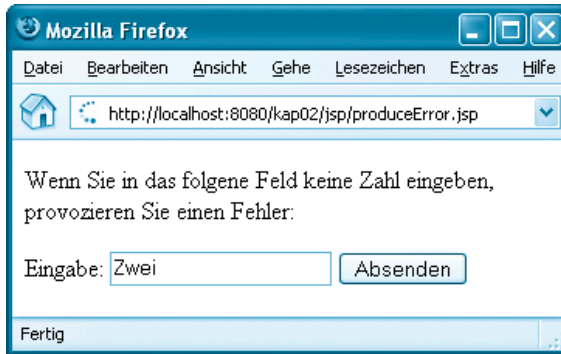 Mozilla Firefox
Datei Bearbeiten Ansicht Gehe Lesezeichen Extras Hilfe
http://localhost:8080/kap02/jsp/produceError.jsp
Wenn Sie in das folgene Feld keine Zahl eingeben,
provozieren Sie einen Fehler:
Eingabe: Zwei Absenden
Fertig